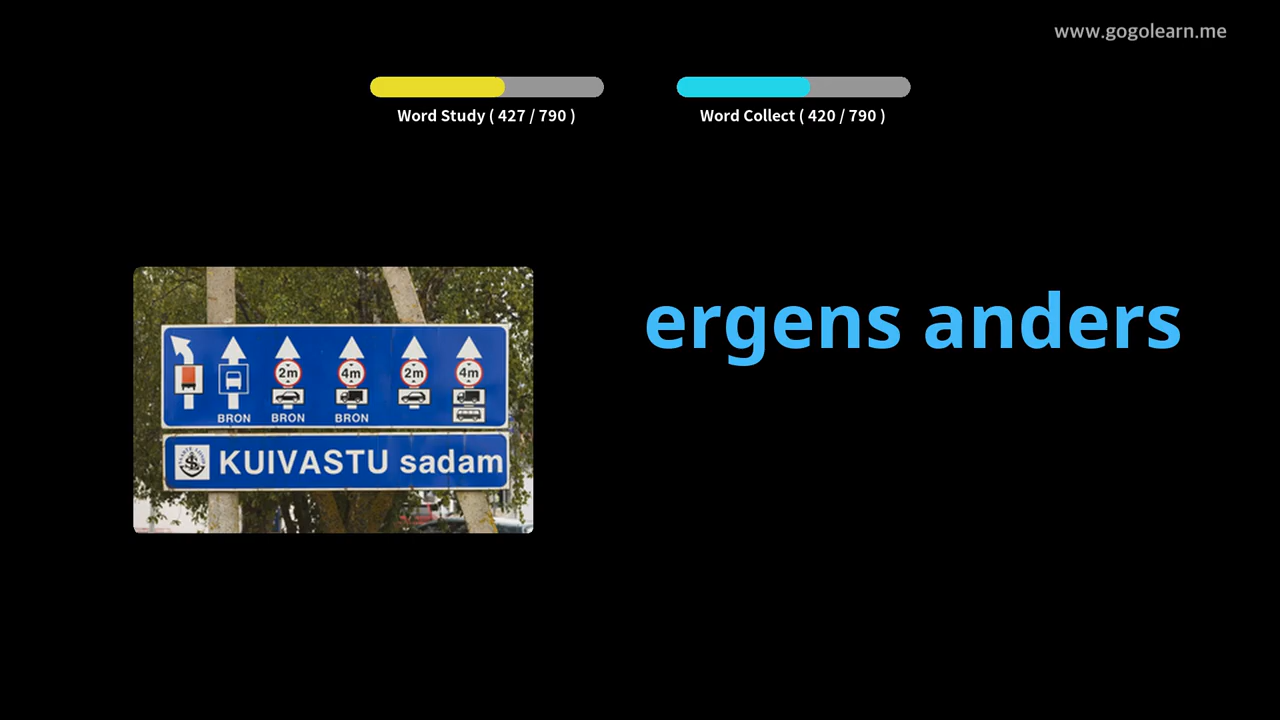 www.gogolearn.me
Word Study ( 427 / 790 )
Word Collect ( 420 / 790 )
ergens anders
2m 4m 2m 4m
BRON BRON BRON
KUIVASTU sadam